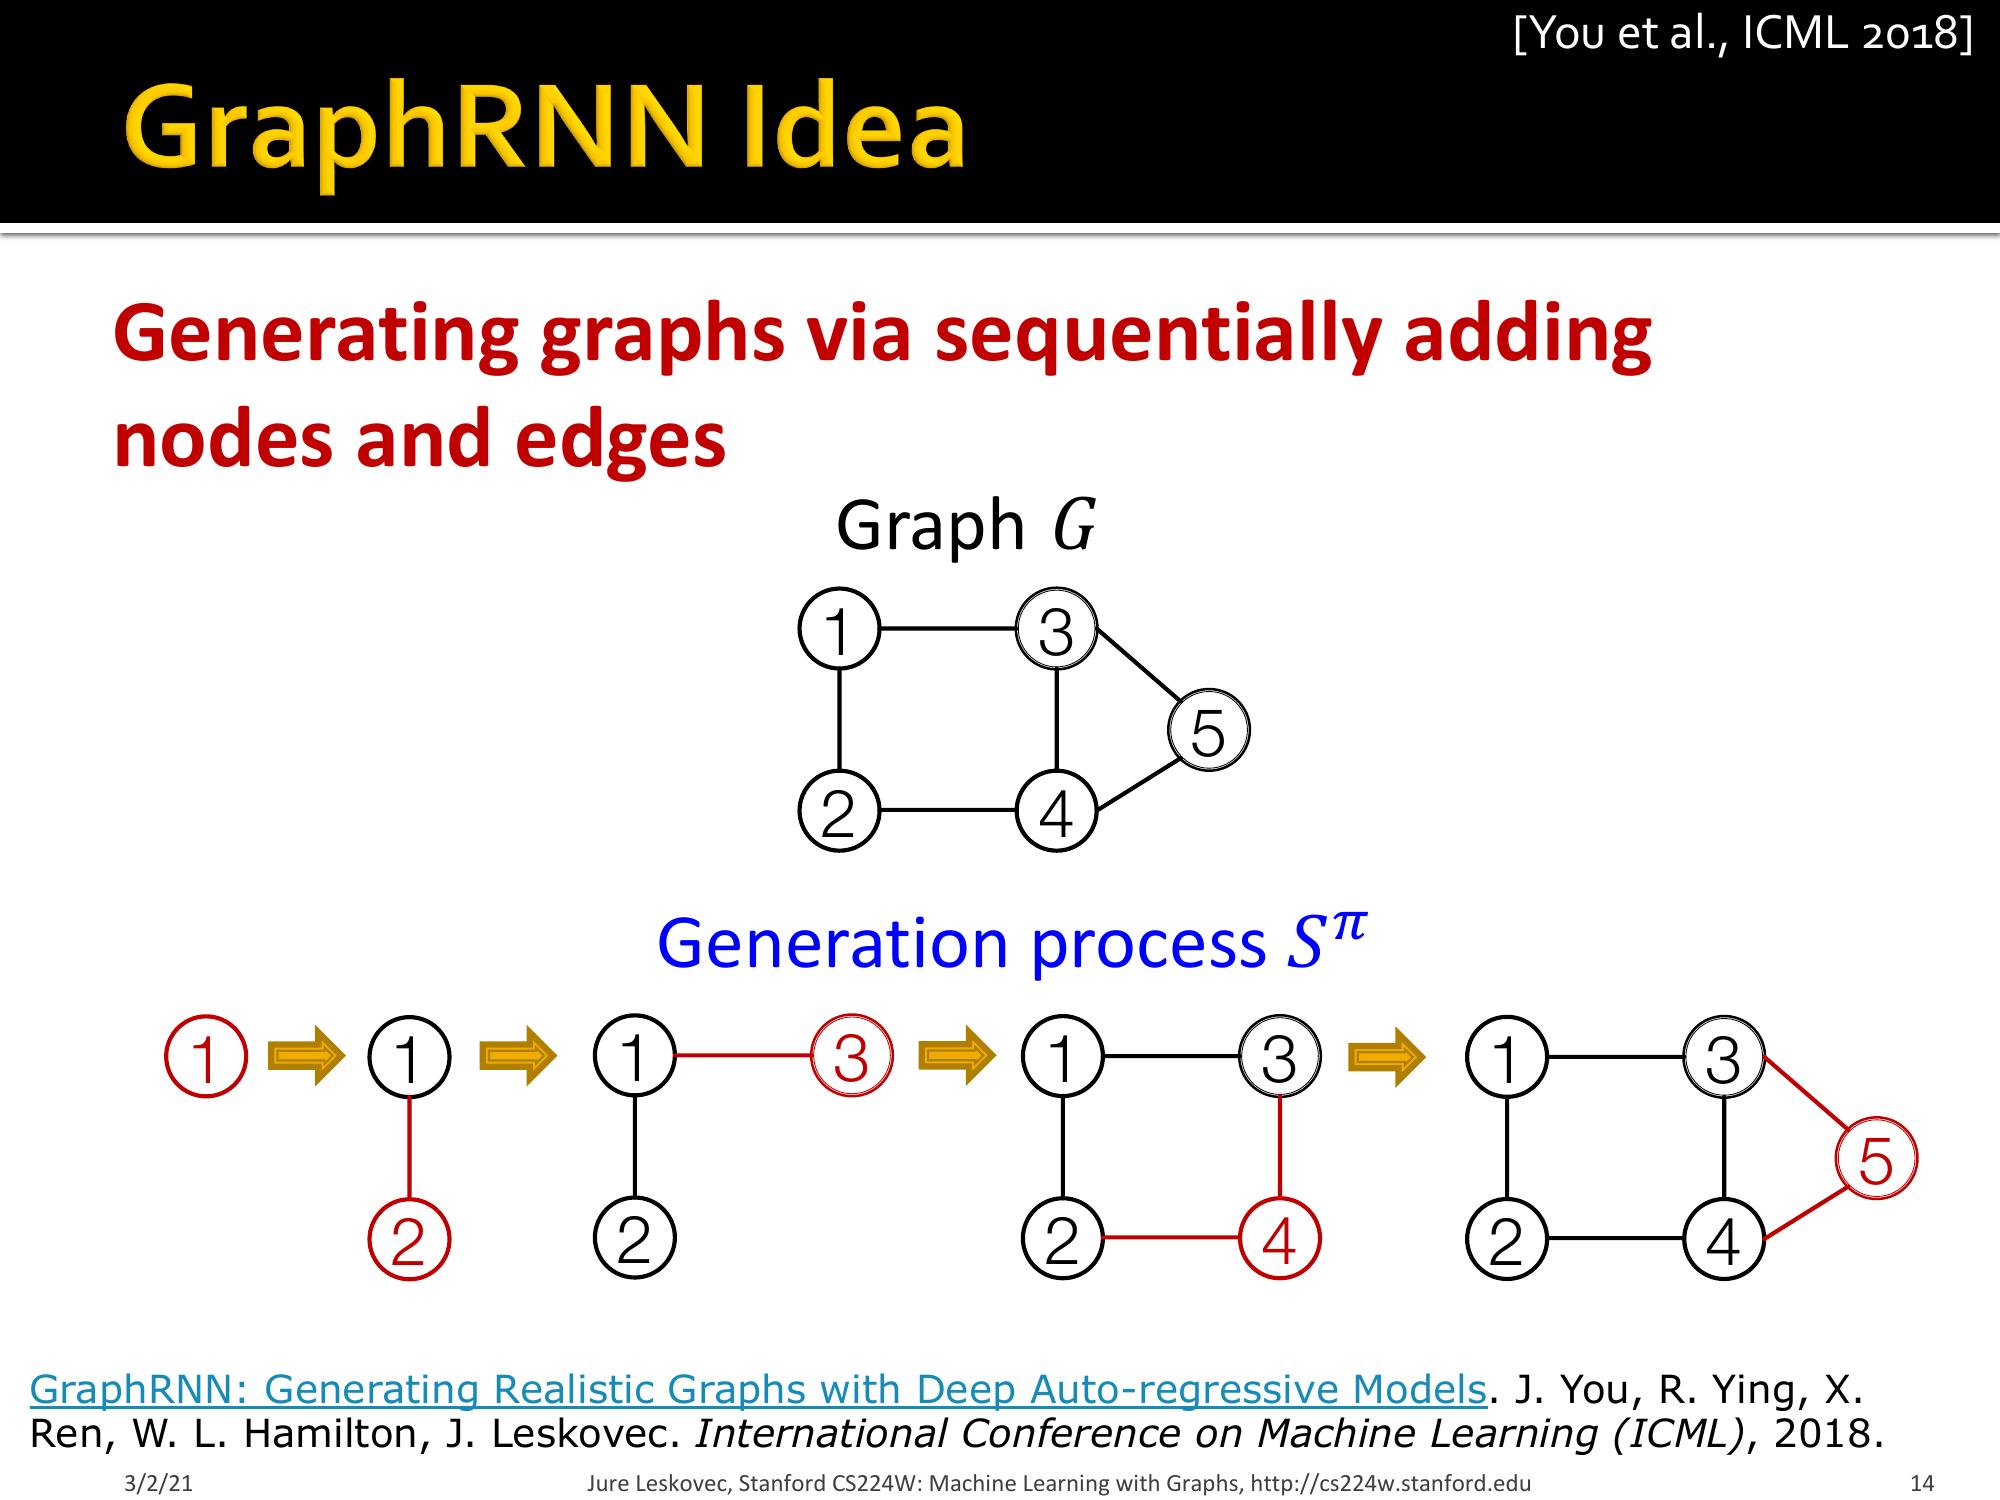 [You et al., ICML 2018]
GraphRNN Idea
Generating graphs via sequentially adding
nodes and edges
Graph G
1 3
5
2 4
Generation process S^π
1 1 1 3 1 3 1 3
5
2 2 2 4 2 4
GraphRNN: Generating Realistic Graphs with Deep Auto-regressive Models. J. You, R. Ying, X.
Ren, W. L. Hamilton, J. Leskovec. International Conference on Machine Learning (ICML), 2018.
3/2/21 Jure Leskovec, Stanford CS224W: Machine Learning with Graphs, http://cs224w.stanford.edu 14